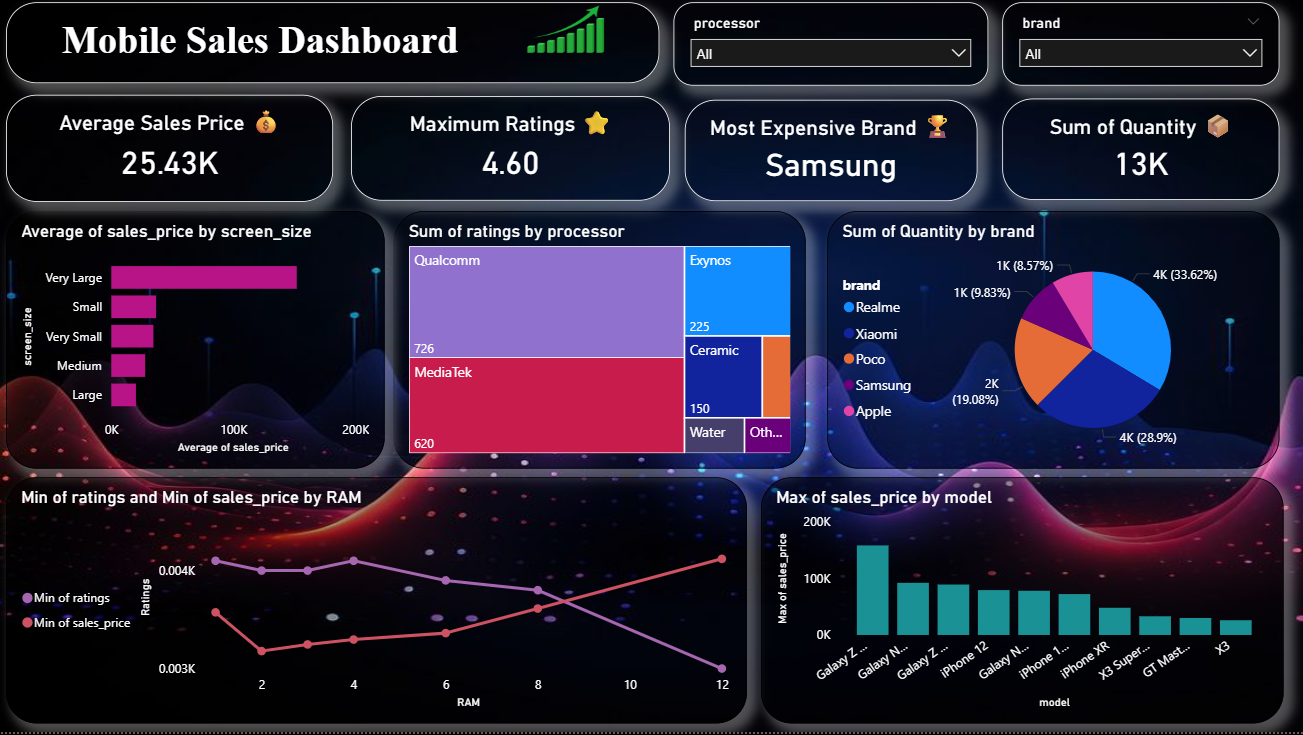 Mobile Sales Dashboard
processor
All
brand
All
Average Sales Price
25.43K
Maximum Ratings
4.60
Most Expensive Brand
Samsung
Sum of Quantity
13K
Average of sales_price by screen_size
screen_size
Very Large
Small
Very Small
Medium
Large
0K 100K 200K
Average of sales_price
Sum of ratings by processor
Qualcomm
726
MediaTek
620
Exynos
225
Ceramic
150
Water
Oth...
Sum of Quantity by brand
brand
Realme
Xiaomi
Poco
Samsung
Apple
1K (8.57%)
4K (33.62%)
1K (9.83%)
2K
(19.08%)
4K (28.9%)
Min of ratings and Min of sales_price by RAM
Min of ratings
Min of sales_price
Ratings
0.004K
0.003K
2 4 6 8 10 12
RAM
Max of sales_price by model
Max of sales_price
200K
100K
0K
Galaxy Z ...
Galaxy N...
Galaxy Z ...
iPhone 12
Galaxy N...
iPhone 1...
iPhone XR
X3 Super...
GT Mast...
X3
model